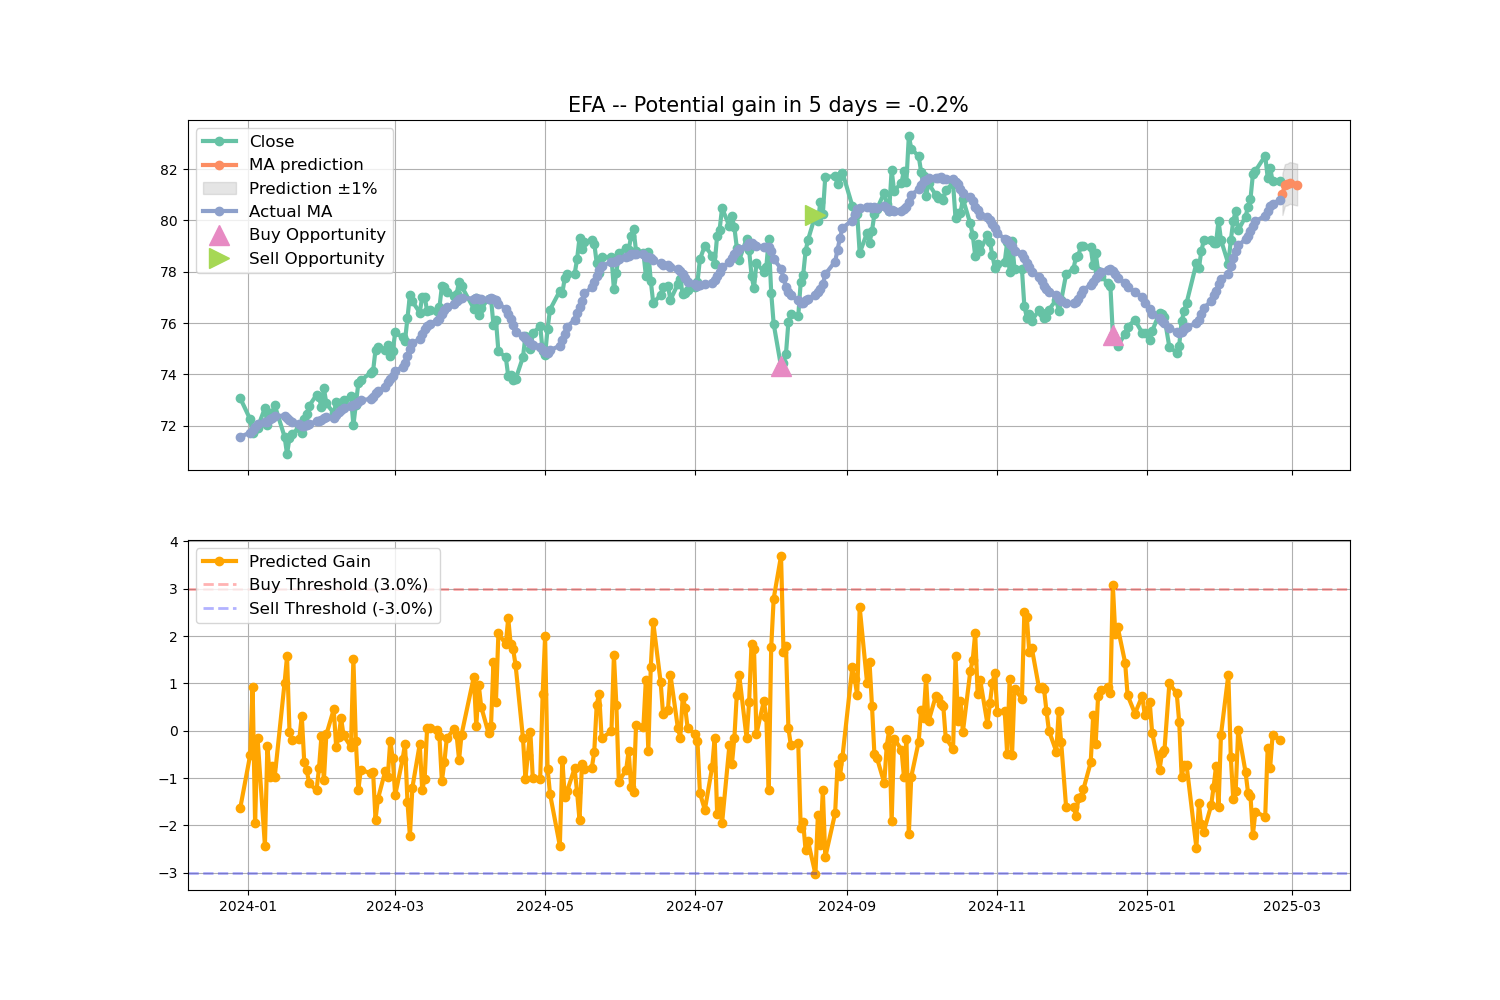 EFA -- Potential gain in 5 days = -0.2%
Close
MA prediction
Prediction ±1%
Actual MA
Buy Opportunity
Sell Opportunity
82
80
78
76
74
72
Predicted Gain
Buy Threshold (3.0%)
Sell Threshold (-3.0%)
4
3
2
1
0
−1
−2
−3
2024-01
2024-03
2024-05
2024-07
2024-09
2024-11
2025-01
2025-03